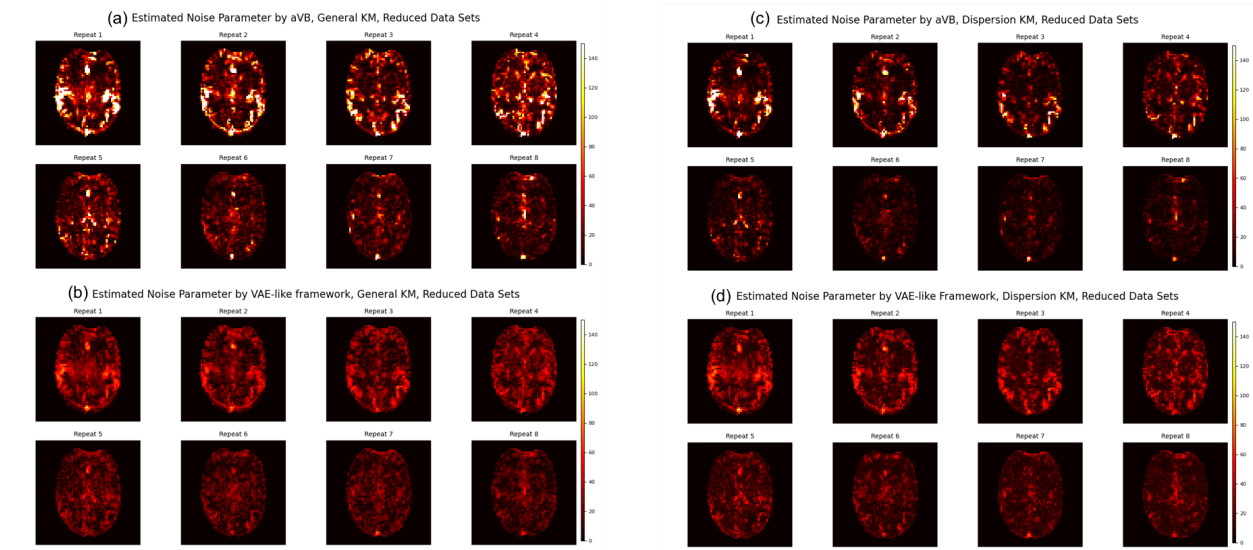 (a) Estimated Noise Parameter by aVB, General KM, Reduced Data Sets
Repeat 1 Repeat 2 Repeat 3 Repeat 4
140
120
100
80
60
40
20
0
Repeat 5 Repeat 6 Repeat 7 Repeat 8
(b) Estimated Noise Parameter by VAE-like framework, General KM, Reduced Data Sets
Repeat 1 Repeat 2 Repeat 3 Repeat 4
140
120
100
80
60
40
20
0
Repeat 5 Repeat 6 Repeat 7 Repeat 8
(c) Estimated Noise Parameter by aVB, Dispersion KM, Reduced Data Sets
Repeat 1 Repeat 2 Repeat 3 Repeat 4
140
120
100
80
60
40
20
0
Repeat 5 Repeat 6 Repeat 7 Repeat 8
(d) Estimated Noise Parameter by VAE-like Framework, Dispersion KM, Reduced Data Sets
Repeat 1 Repeat 2 Repeat 3 Repeat 4
140
120
100
80
60
40
20
0
Repeat 5 Repeat 6 Repeat 7 Repeat 8